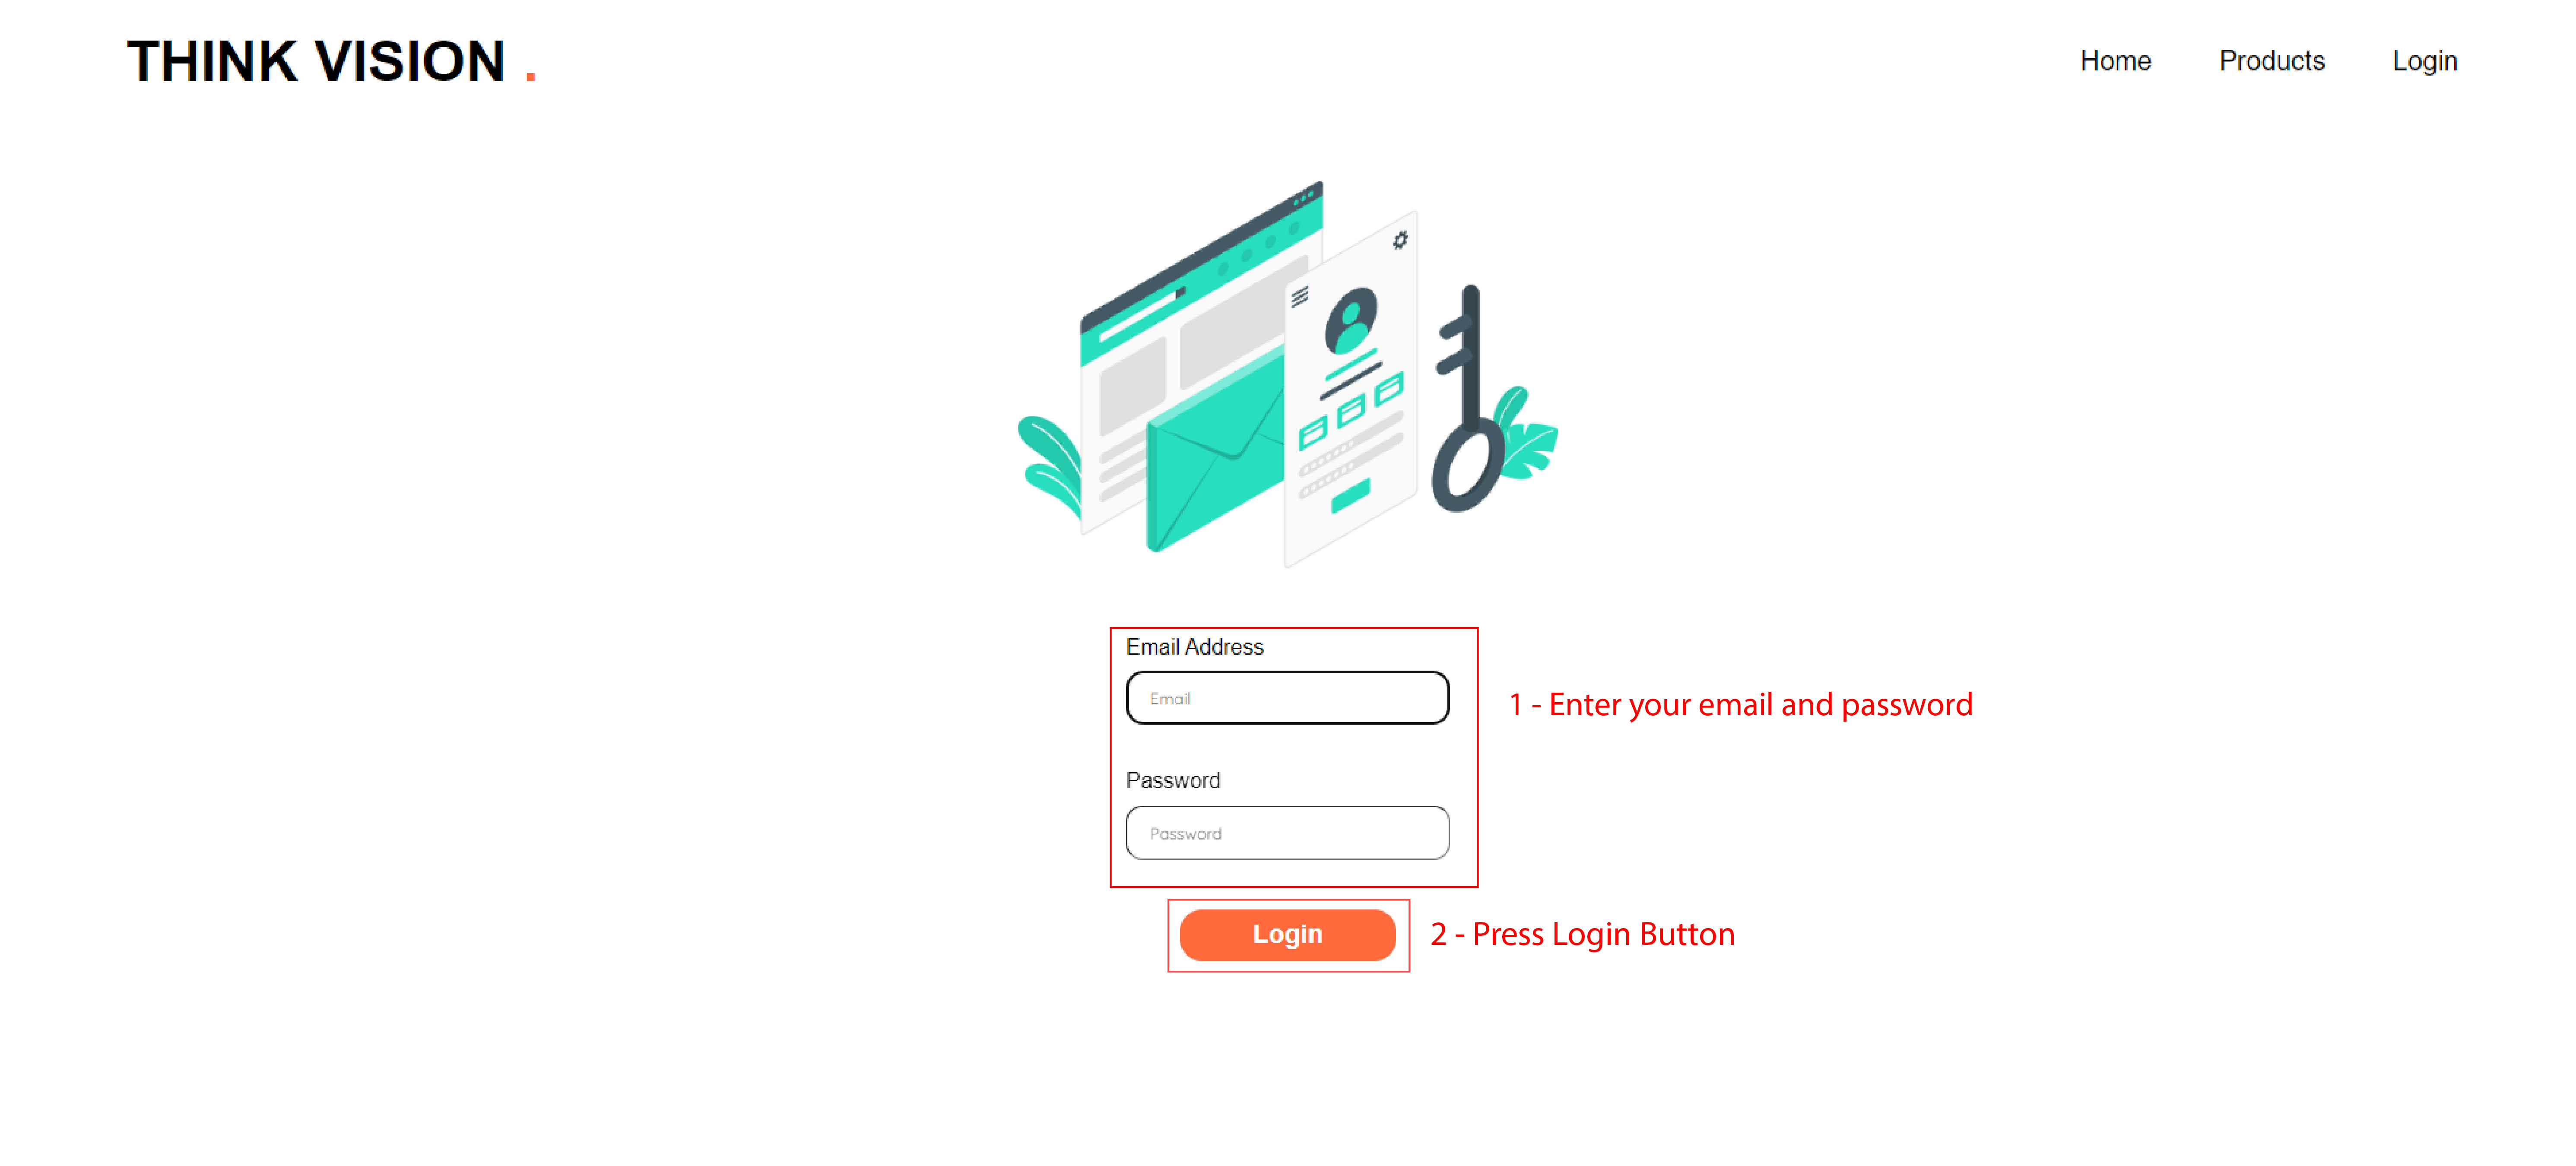 THINK VISION .
Home Products Login
Email Address
Email
1 - Enter your email and password
Password
Password
Login
2 - Press Login Button